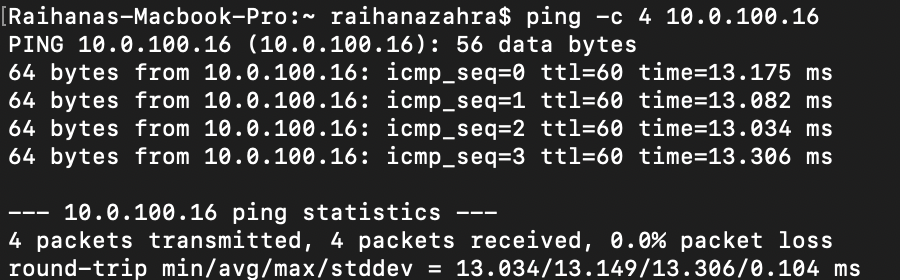 [Raihanas-Macbook-Pro:~ raihanazahra$ ping -c 4 10.0.100.16
PING 10.0.100.16 (10.0.100.16): 56 data bytes
64 bytes from 10.0.100.16: icmp_seq=0 ttl=60 time=13.175 ms
64 bytes from 10.0.100.16: icmp_seq=1 ttl=60 time=13.082 ms
64 bytes from 10.0.100.16: icmp_seq=2 ttl=60 time=13.034 ms
64 bytes from 10.0.100.16: icmp_seq=3 ttl=60 time=13.306 ms

--- 10.0.100.16 ping statistics ---
4 packets transmitted, 4 packets received, 0.0% packet loss
round-trip min/avg/max/stddev = 13.034/13.149/13.306/0.104 ms